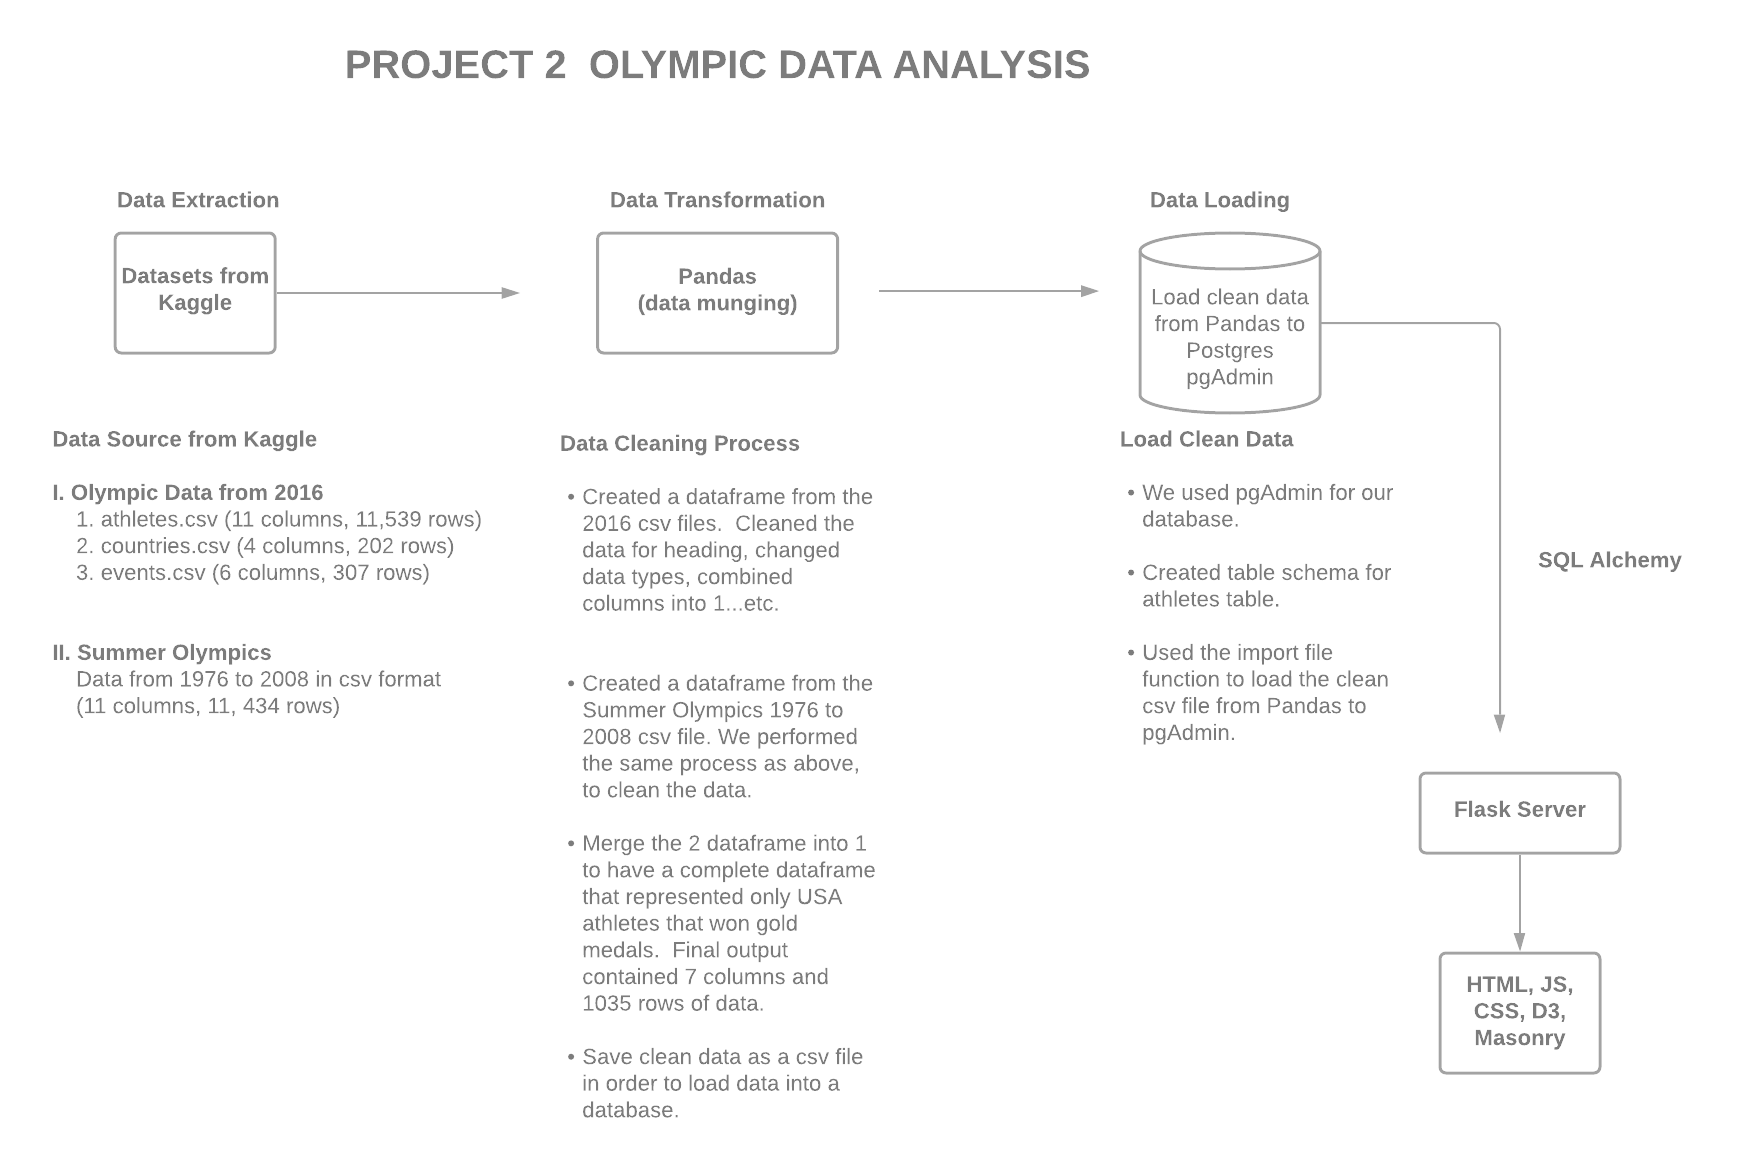 PROJECT 2  OLYMPIC DATA ANALYSIS
Data Extraction
Datasets from
Kaggle
Data Transformation
Pandas
(data munging)
Data Loading
Load clean data
from Pandas to
Postgres
pgAdmin
Data Source from Kaggle
I. Olympic Data from 2016
1. athletes.csv (11 columns, 11,539 rows)
2. countries.csv (4 columns, 202 rows)
3. events.csv (6 columns, 307 rows)
II. Summer Olympics
Data from 1976 to 2008 in csv format
(11 columns, 11, 434 rows)
Data Cleaning Process
• Created a dataframe from the
2016 csv files.  Cleaned the
data for heading, changed
data types, combined
columns into 1...etc.
• Created a dataframe from the
Summer Olympics 1976 to
2008 csv file. We performed
the same process as above,
to clean the data.
• Merge the 2 dataframe into 1
to have a complete dataframe
that represented only USA
athletes that won gold
medals.  Final output
contained 7 columns and
1035 rows of data.
• Save clean data as a csv file
in order to load data into a
database.
Load Clean Data
• We used pgAdmin for our
database.
• Created table schema for
athletes table.
• Used the import file
function to load the clean
csv file from Pandas to
pgAdmin.
SQL Alchemy
Flask Server
HTML, JS,
CSS, D3,
Masonry